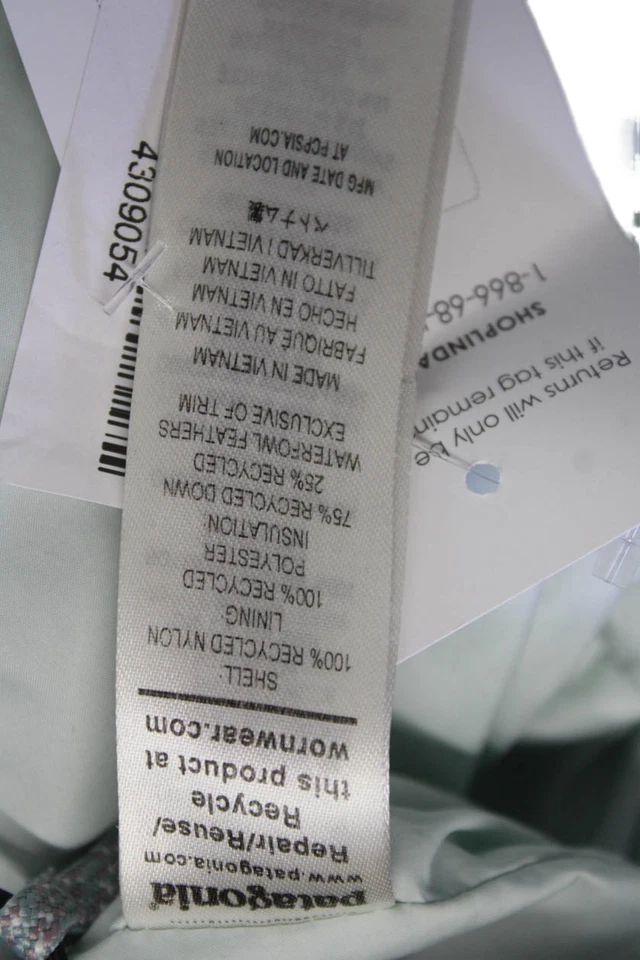 patagonia®
www.patagonia.com
Repair/Reuse/
Recycle
this product at
wornwear.com
SHELL:
100% RECYCLED NYLON
LINING:
100% RECYCLED
POLYESTER
INSULATION:
75% RECYCLED DOWN
25% RECYCLED
WATERFOWL FEATHERS
EXCLUSIVE OF TRIM
MADE IN VIETNAM
FABRIQUÉ AU VIETNAM
HECHO EN VIETNAM
FATTO IN VIETNAM
TILLVERKAD I VIETNAM
ベトナム製
MFG DATE AND LOCATION
AT PCPSIA.COM
4309054
Returns will only be
if this tag remain
SHOPLINDA
1-866-68